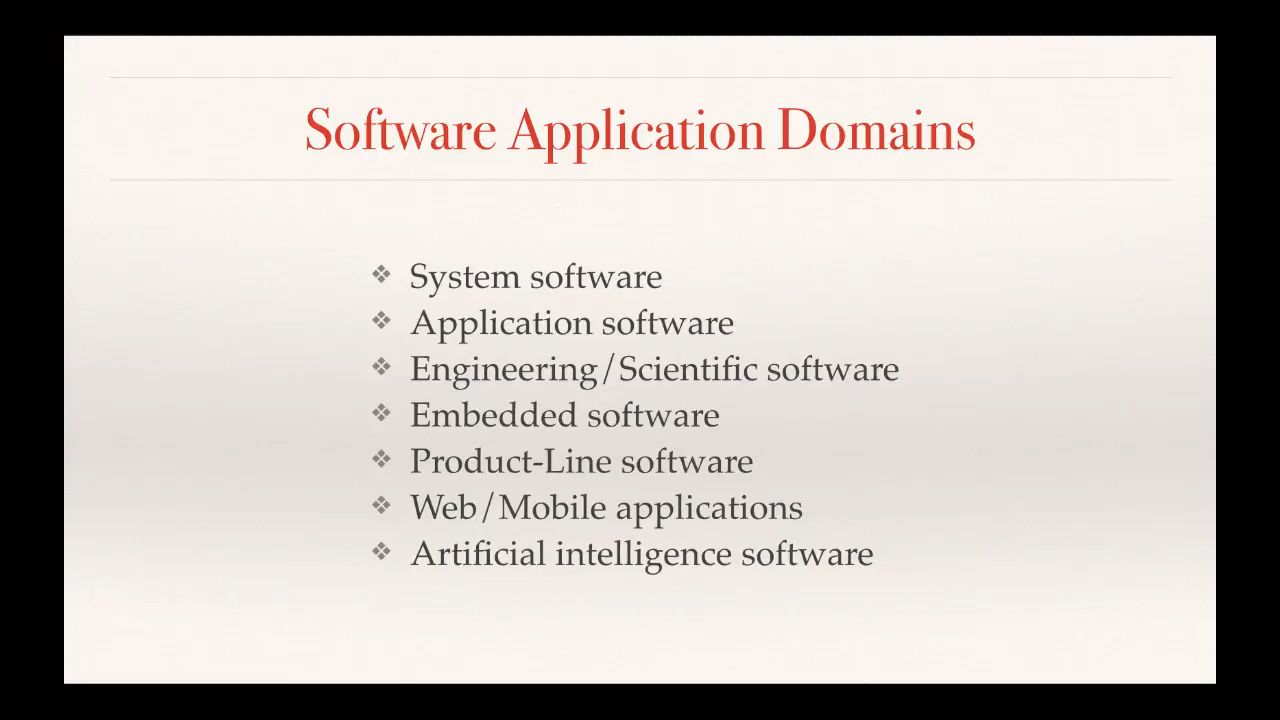 Software Application Domains
❖ System software
❖ Application software
❖ Engineering/Scientific software
❖ Embedded software
❖ Product-Line software
❖ Web/Mobile applications
❖ Artificial intelligence software